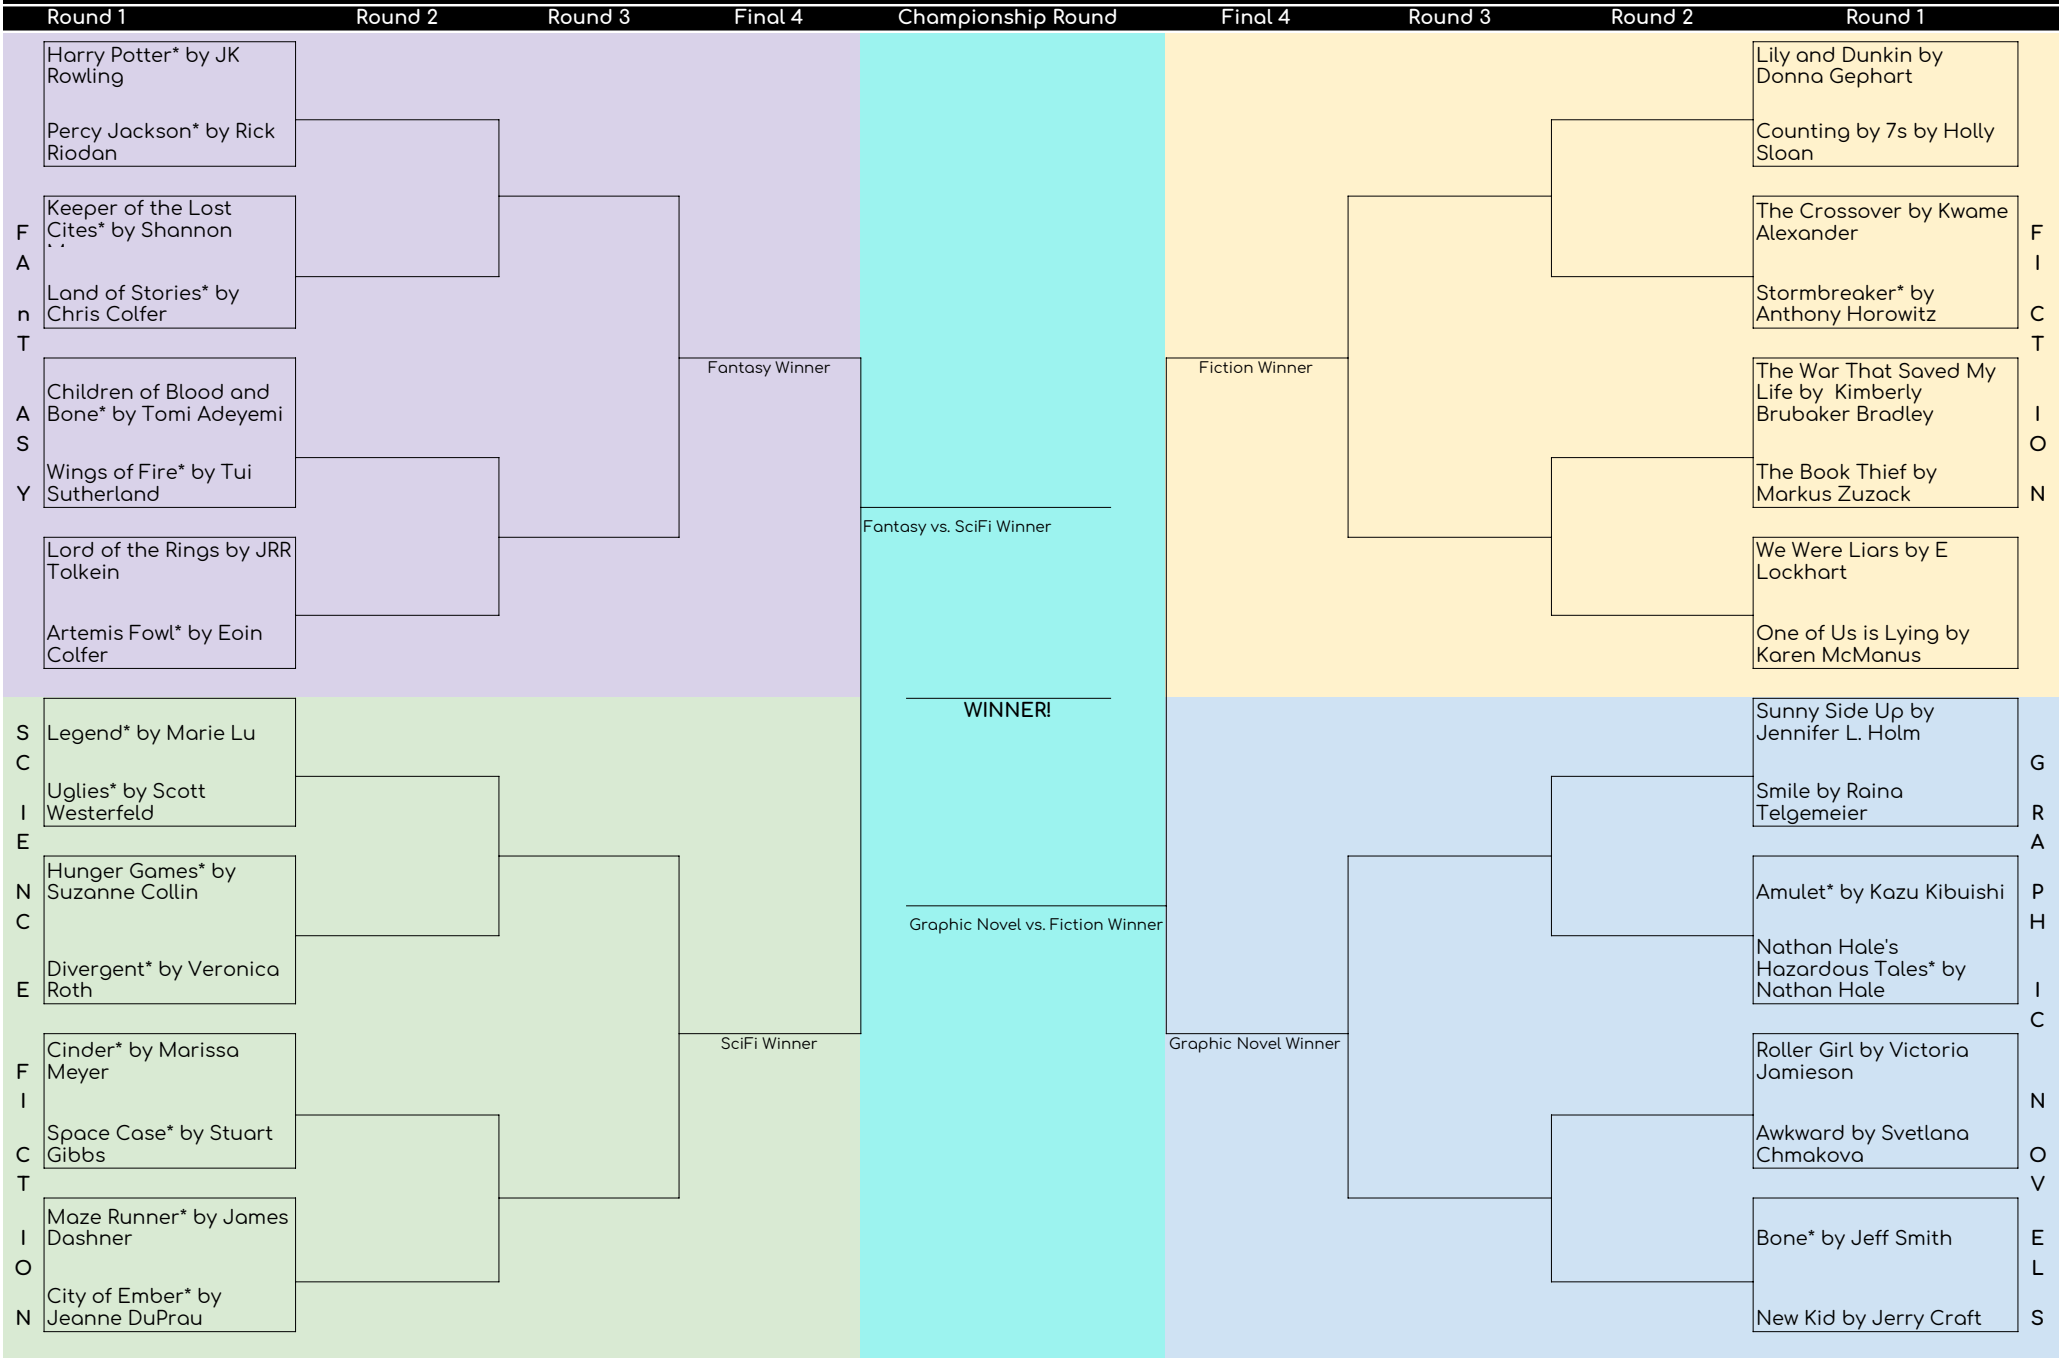 Round 1 Round 2 Round 3 Final 4 Championship Round Final 4 Round 3 Round 2 Round 1
Harry Potter* by JK
Rowling
Percy Jackson* by Rick
Riodan
Keeper of the Lost
Cites* by Shannon
Land of Stories* by
Chris Colfer
Children of Blood and
Bone* by Tomi Adeyemi
Wings of Fire* by Tui
Sutherland
Lord of the Rings by JRR
Tolkein
Artemis Fowl* by Eoin
Colfer
F
A
n
T
A
S
Y
Fantasy Winner
Legend* by Marie Lu
Uglies* by Scott
Westerfeld
Hunger Games* by
Suzanne Collin
Divergent* by Veronica
Roth
Cinder* by Marissa
Meyer
Space Case* by Stuart
Gibbs
Maze Runner* by James
Dashner
City of Ember* by
Jeanne DuPrau
S
C
I
E
N
C
E
F
I
C
T
I
O
N
SciFi Winner
Fantasy vs. SciFi Winner
WINNER!
Graphic Novel vs. Fiction Winner
Fiction Winner
Lily and Dunkin by
Donna Gephart
Counting by 7s by Holly
Sloan
The Crossover by Kwame
Alexander
Stormbreaker* by
Anthony Horowitz
The War That Saved My
Life by  Kimberly
Brubaker Bradley
The Book Thief by
Markus Zuzack
We Were Liars by E
Lockhart
One of Us is Lying by
Karen McManus
F
I
C
T
I
O
N
Graphic Novel Winner
Sunny Side Up by
Jennifer L. Holm
Smile by Raina
Telgemeier
Amulet* by Kazu Kibuishi
Nathan Hale's
Hazardous Tales* by
Nathan Hale
Roller Girl by Victoria
Jamieson
Awkward by Svetlana
Chmakova
Bone* by Jeff Smith
New Kid by Jerry Craft
G
R
A
P
H
I
C
N
O
V
E
L
S